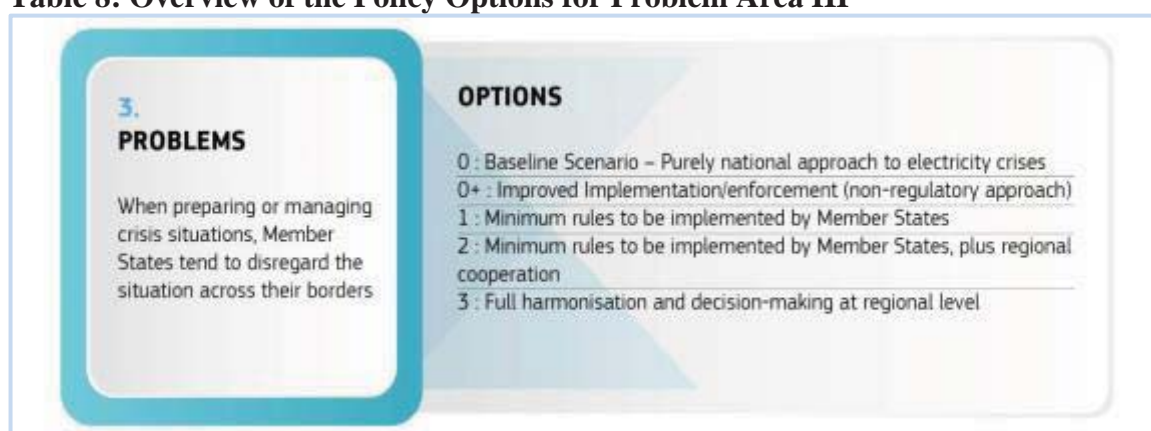 Table 8: Overview of the Policy Options for Problem Area III
3.
PROBLEMS
When preparing or managing
crisis situations, Member
States tend to disregard the
situation across their borders
OPTIONS
0 : Baseline Scenario – Purely national approach to electricity crises
0+ : Improved Implementation/enforcement (non-regulatory approach)
1 : Minimum rules to be implemented by Member States
2 : Minimum rules to be implemented by Member States, plus regional
cooperation
3 : Full harmonisation and decision-making at regional level